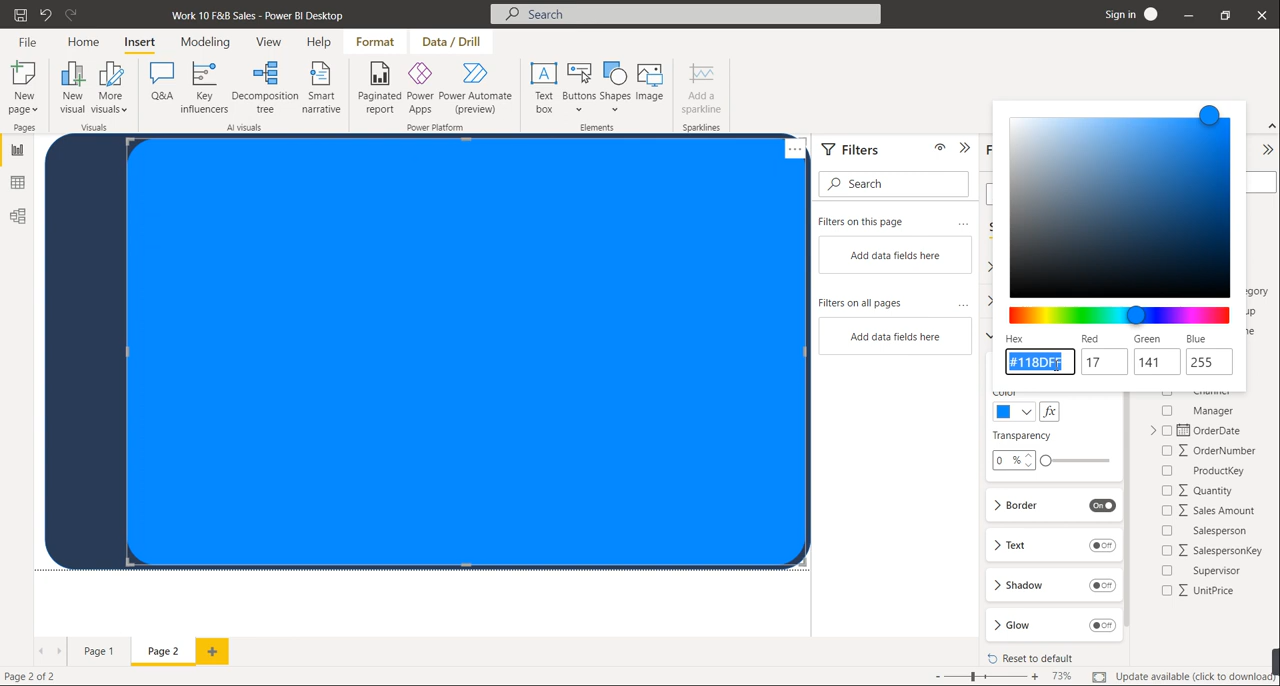 Work 10 F&B Sales - Power BI Desktop
Search
Sign in
File Home Insert Modeling View Help Format Data / Drill
New page
New visual
More visuals
Q&A
Key influencers
Decomposition tree
Smart narrative
Paginated report
Power Apps
Power Automate (preview)
Text box
Buttons
Shapes
Image
Add a sparkline
Pages Visuals AI visuals Power Platform Elements Sparklines
Filters
Search
Filters on this page
Add data fields here
Filters on all pages
Add data fields here
Hex Red Green Blue
#118DFF 17 141 255
Color
fx
Transparency
0 %
Border On
Text Off
Shadow Off
Glow Off
Reset to default
Manager
OrderDate
OrderNumber
ProductKey
Quantity
Sales Amount
Salesperson
SalespersonKey
Supervisor
UnitPrice
Page 1 Page 2
Page 2 of 2
- + 73% Update available (click to download)